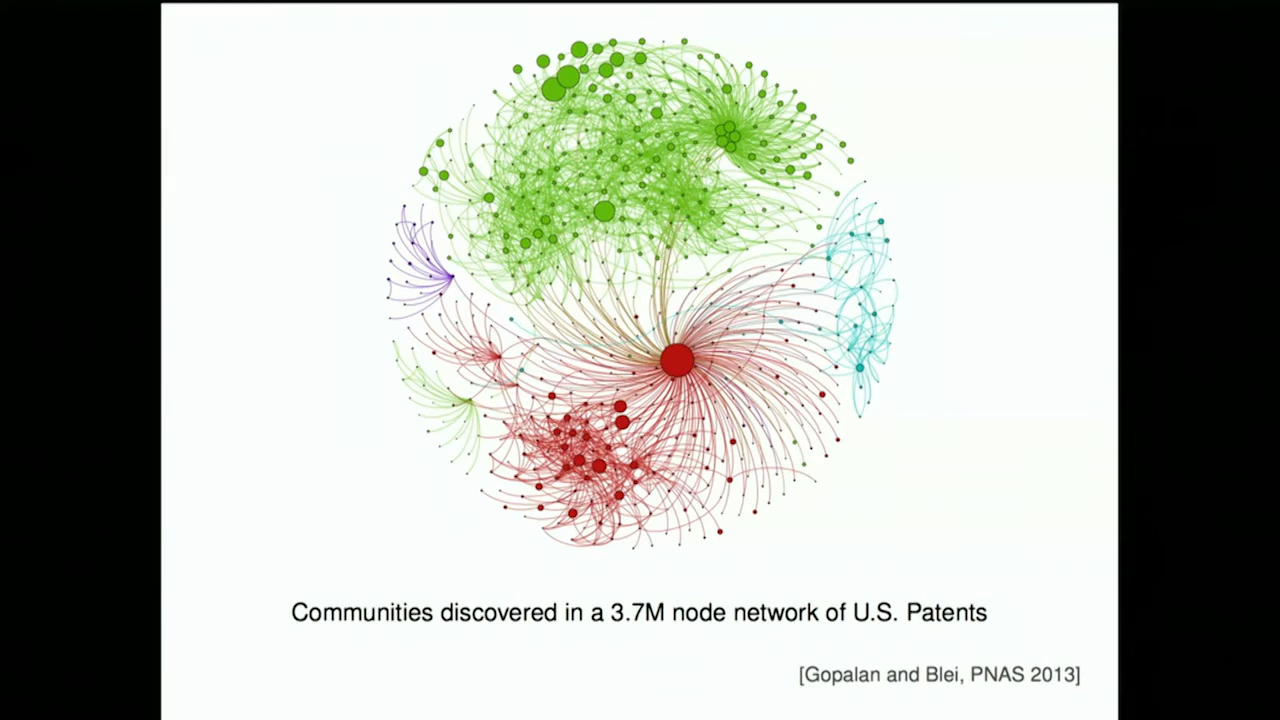 Communities discovered in a 3.7M node network of U.S. Patents
[Gopalan and Blei, PNAS 2013]